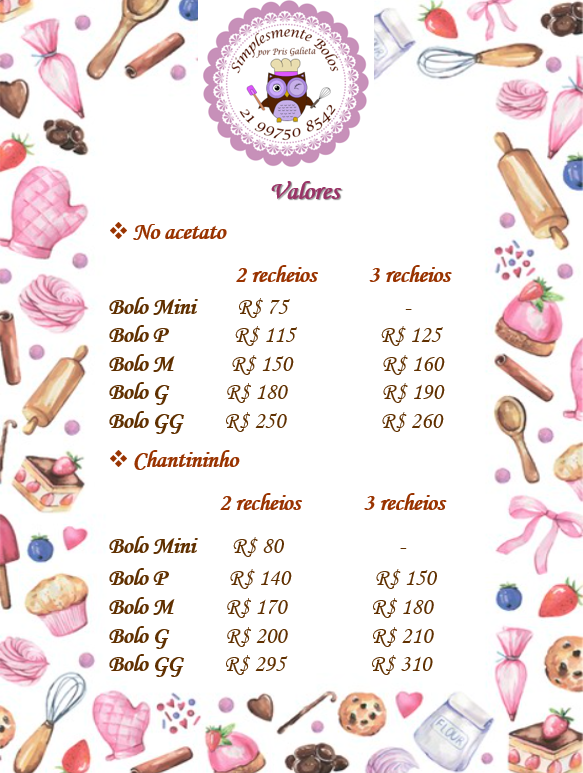 Simplesmente Bolos
por Pris Galieta
21 99750 8542
Valores
❖ No acetato
2 recheios 3 recheios
Bolo Mini R$ 75 -
Bolo P R$ 115 R$ 125
Bolo M R$ 150 R$ 160
Bolo G R$ 180 R$ 190
Bolo GG R$ 250 R$ 260
❖ Chantininho
2 recheios 3 recheios
Bolo Mini R$ 80 -
Bolo P R$ 140 R$ 150
Bolo M R$ 170 R$ 180
Bolo G R$ 200 R$ 210
Bolo GG R$ 295 R$ 310
FLOUR